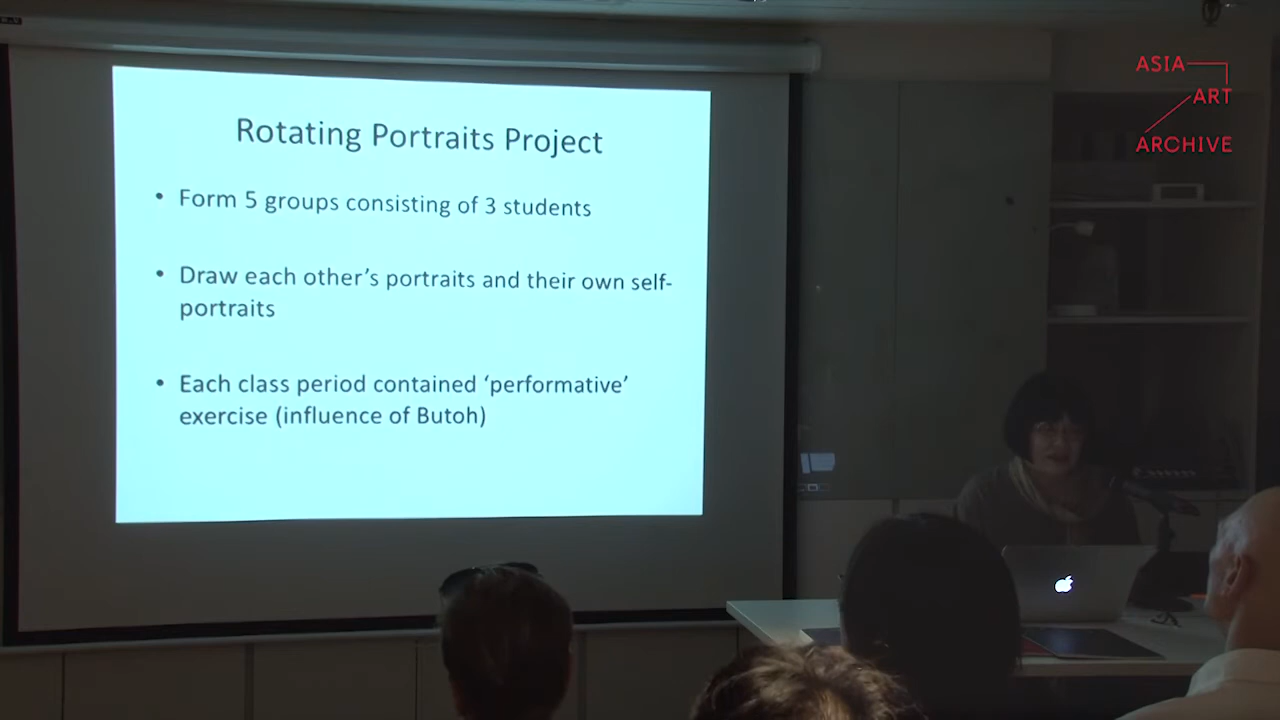 Rotating Portraits Project
• Form 5 groups consisting of 3 students
• Draw each other's portraits and their own self-
portraits
• Each class period contained ‘performative’
exercise (influence of Butoh)
ASIA
ART
ARCHIVE